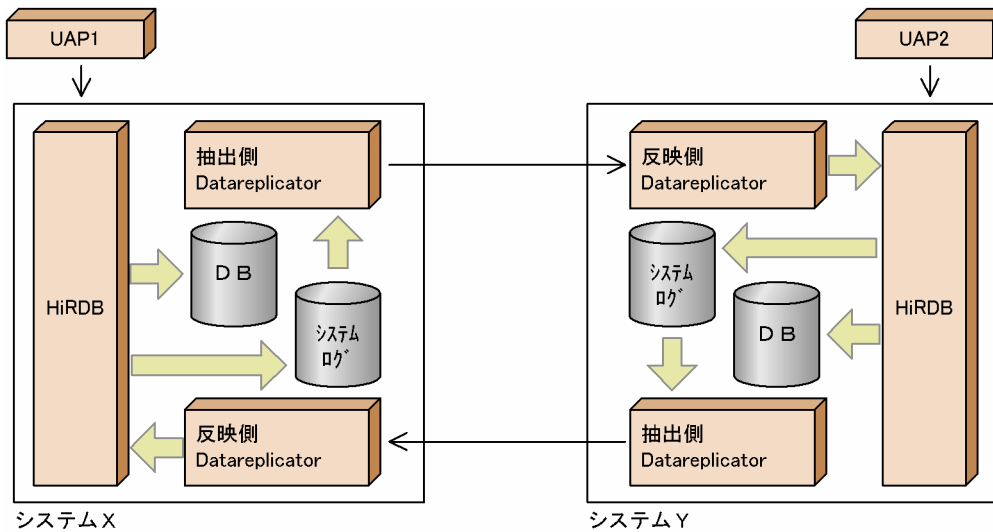 UAP1
UAP2
抽出側
Datareplicator
反映側
Datareplicator
DB
システム
ログ
HiRDB
システム
ログ
DB
HiRDB
反映側
Datareplicator
抽出側
Datareplicator
システムX
システムY